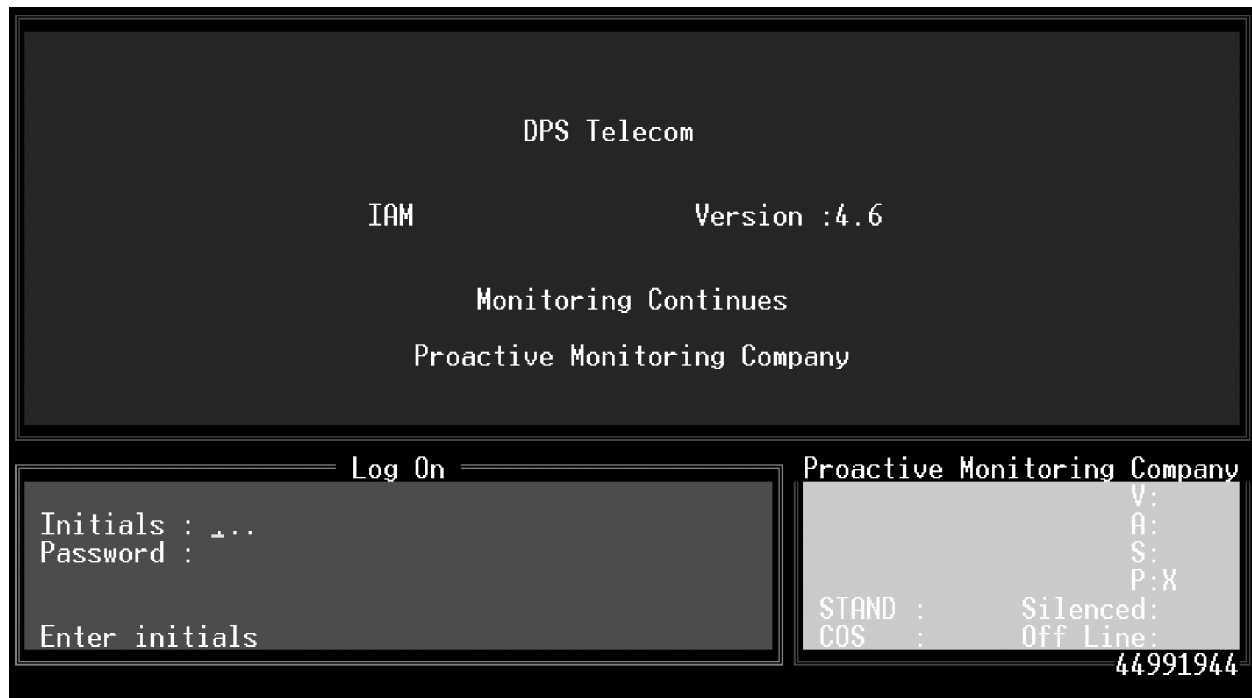 DPS Telecom
IAM Version :4.6
Monitoring Continues
Proactive Monitoring Company
Log On
Initials : ...
Password :
Enter initials
Proactive Monitoring Company
V:
A:
S:
P:X
STAND : Silenced:
COS : Off Line:
44991944